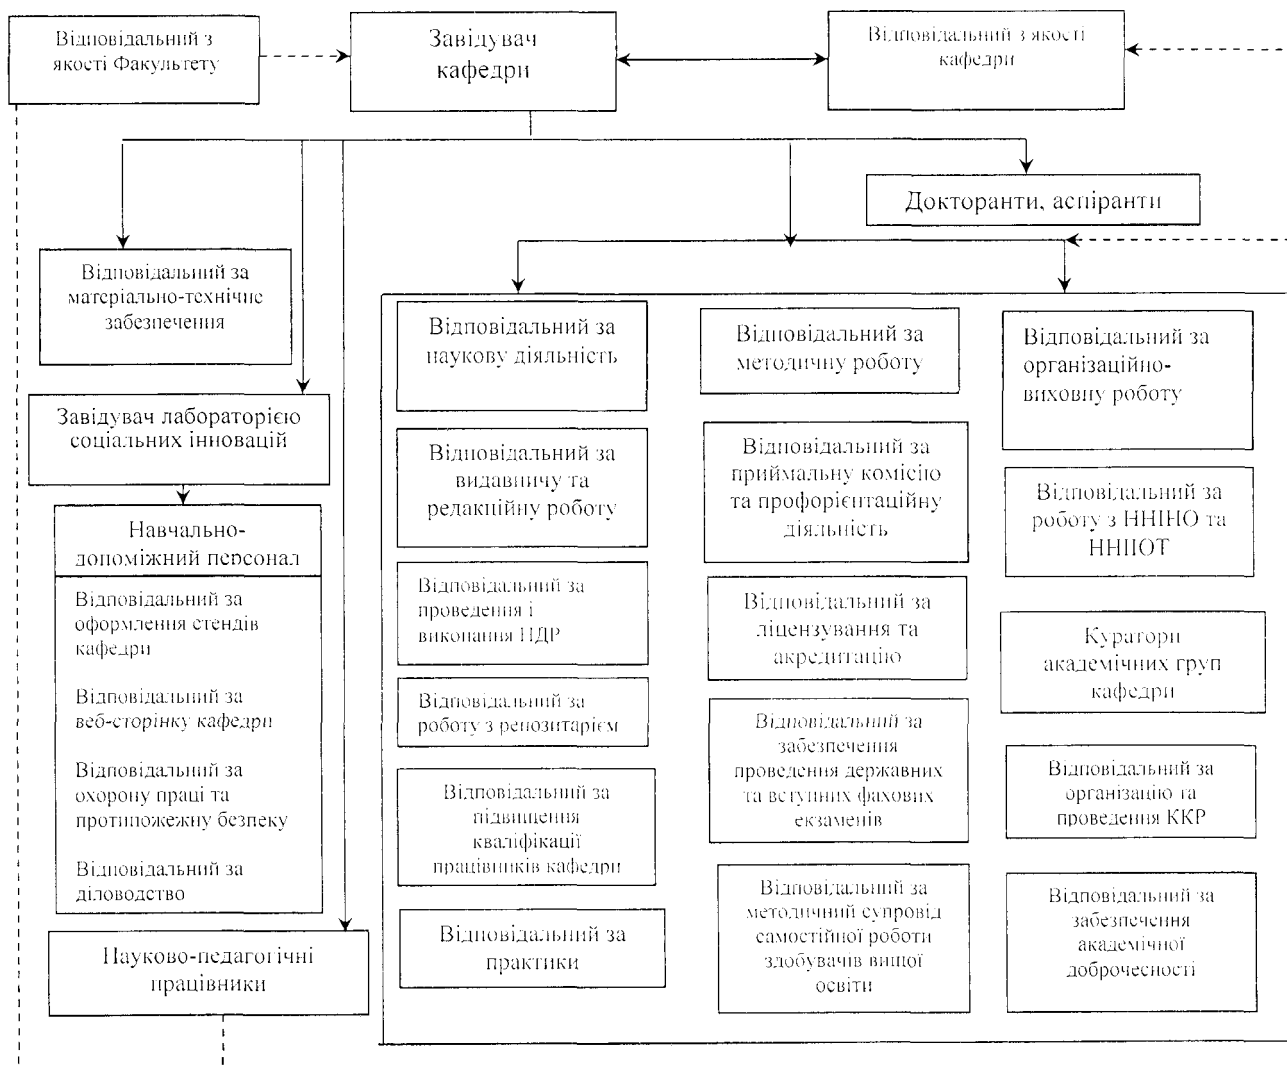 Відповідальний з
якості Факультету
Завідувач
кафедри
Відповідальний з якості
кафедри
Докторанти, аспіранти
Відповідальний за
матеріально-технічне
забезпечення
Завідувач лабораторією
соціальних інновацій
Навчально-
допоміжний персонал
Відповідальний за
оформлення стендів
кафедри
Відповідальний за
веб-сторінку кафедри
Відповідальний за
охорону праці та
протипожежну безпеку
Відповідальний за
діловодство
Науково-педагогічні
працівники
Відповідальний за
наукову діяльність
Відповідальний за
видавничу та
редакційну роботу
Відповідальний за
проведення і
виконання НДР
Відповідальний за
роботу з репозитарієм
Відповідальний за
підвищення
кваліфікації
працівників кафедри
Відповідальний за
практики
Відповідальний за
методичну роботу
Відповідальний за
приймальну комісію
та профорієнтаційну
діяльність
Відповідальний за
ліцензування та
акредитацію
Відповідальний за
забезпечення
проведення державних
та вступних фахових
екзаменів
Відповідальний за
методичний супровід
самостійної роботи
здобувачів вищої
освіти
Відповідальний за
організаційно-
виховну роботу
Відповідальний за
роботу з ННІНО та
ННІІОТ
Куратори
академічних груп
кафедри
Відповідальний за
організацію та
проведення ККР
Відповідальний за
забезпечення
академічної
доброчесності